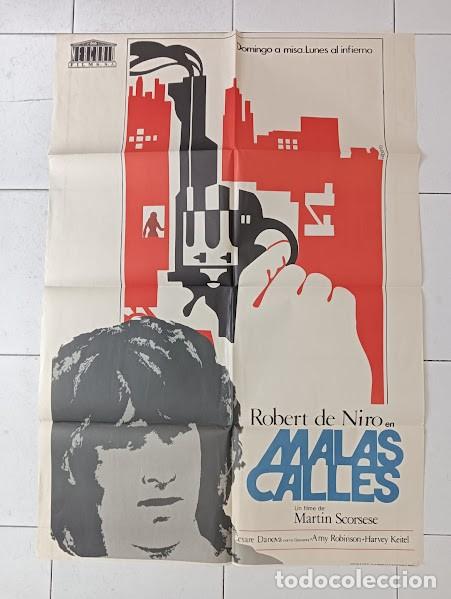 Domingo a misa. Lunes al infierno
FILMS S.A.
Robert de Niro en
MALAS
CALLES
Un filme de
Martin Scorsese
Cesare Danova
Amy Robinson • Harvey Keitel
todocoleccion.net